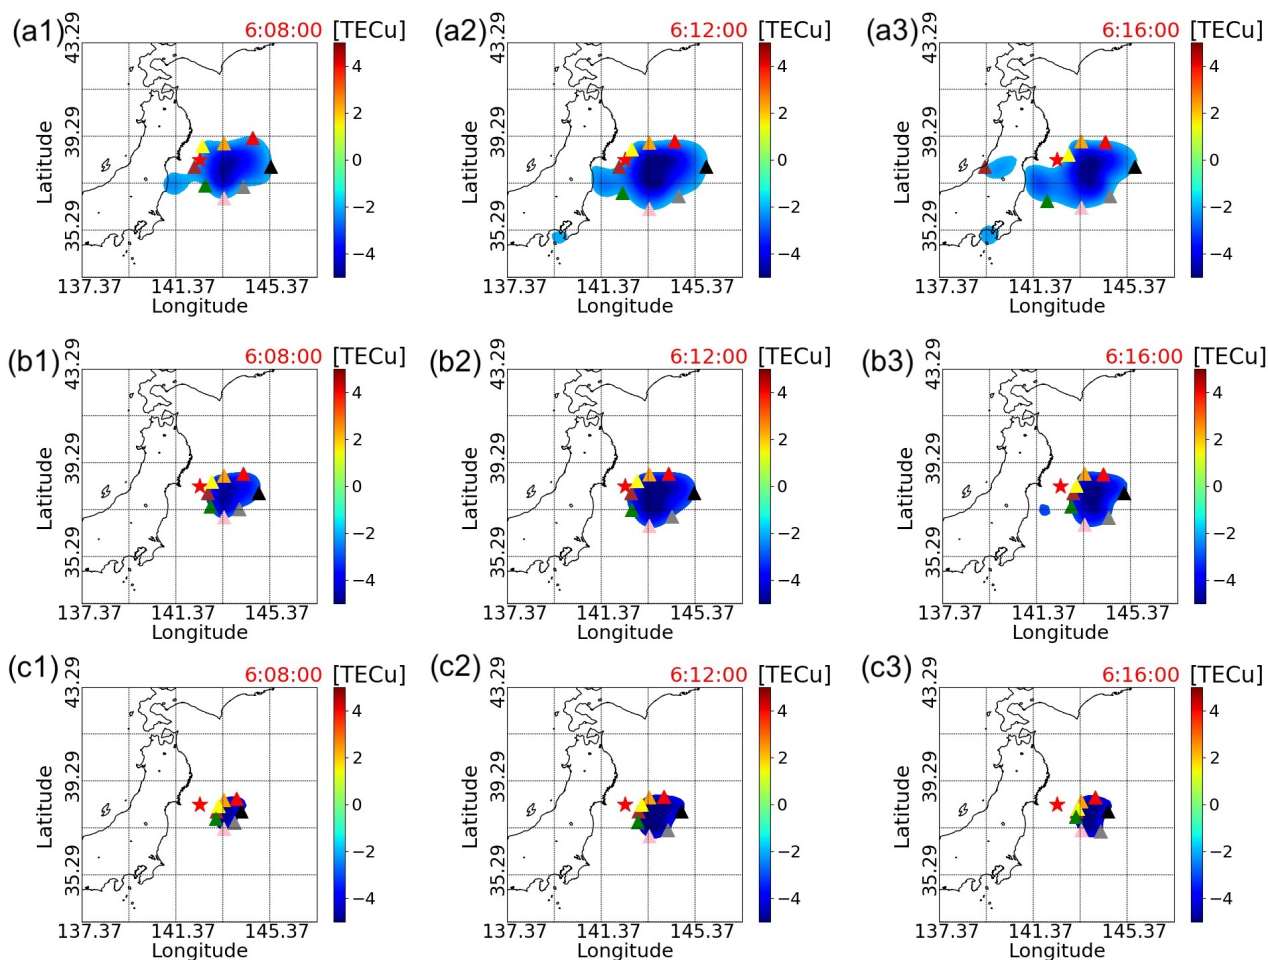 (a1) 6:08:00 [TECu] (a2) 6:12:00 [TECu] (a3) 6:16:00 [TECu]
43.29 39.29 35.29 Latitude 4 2 0 −2 −4 43.29 39.29 35.29 Latitude 4 2 0 −2 −4 43.29 39.29 35.29 Latitude 4 2 0 −2 −4
137.37 141.37 145.37 137.37 141.37 145.37 137.37 141.37 145.37
Longitude Longitude Longitude
(b1) 6:08:00 [TECu] (b2) 6:12:00 [TECu] (b3) 6:16:00 [TECu]
43.29 39.29 35.29 Latitude 4 2 0 −2 −4 43.29 39.29 35.29 Latitude 4 2 0 −2 −4 43.29 39.29 35.29 Latitude 4 2 0 −2 −4
137.37 141.37 145.37 137.37 141.37 145.37 137.37 141.37 145.37
Longitude Longitude Longitude
(c1) 6:08:00 [TECu] (c2) 6:12:00 [TECu] (c3) 6:16:00 [TECu]
43.29 39.29 35.29 Latitude 4 2 0 −2 −4 43.29 39.29 35.29 Latitude 4 2 0 −2 −4 43.29 39.29 35.29 Latitude 4 2 0 −2 −4
137.37 141.37 145.37 137.37 141.37 145.37 137.37 141.37 145.37
Longitude Longitude Longitude